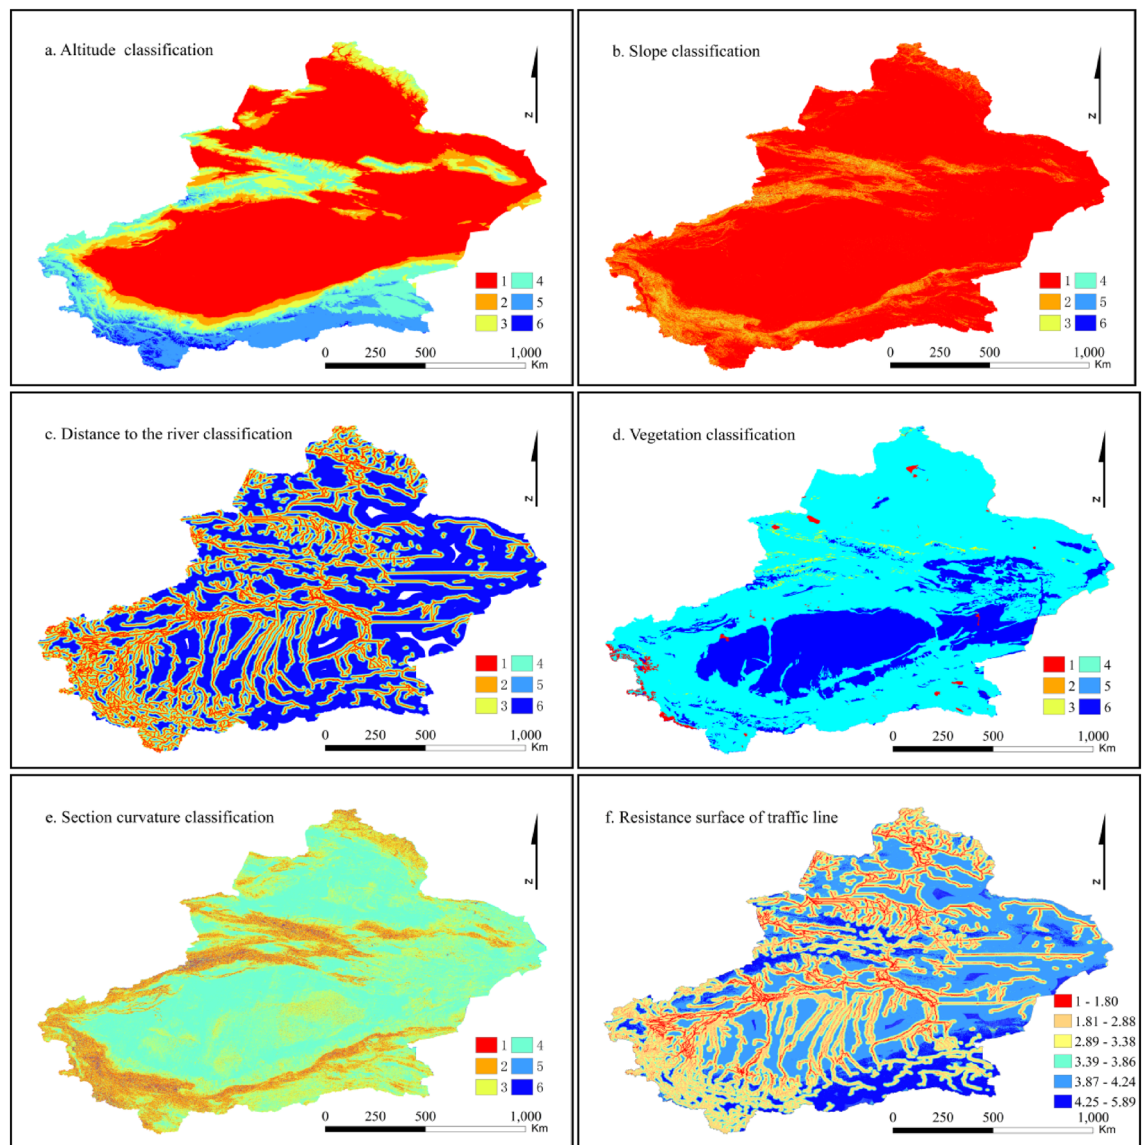 a. Altitude classification
N
1 4
2 5
3 6
0 250 500 1,000
Km
b. Slope classification
N
1 4
2 5
3 6
0 250 500 1,000
Km
c. Distance to the river classification
N
1 4
2 5
3 6
0 250 500 1,000
Km
d. Vegetation classification
N
1 4
2 5
3 6
0 250 500 1,000
Km
e. Section curvature classification
N
1 4
2 5
3 6
0 250 500 1,000
Km
f. Resistance surface of traffic line
N
1 - 1.80
1.81 - 2.88
2.89 - 3.38
3.39 - 3.86
3.87 - 4.24
4.25 - 5.89
0 250 500 1,000
Km